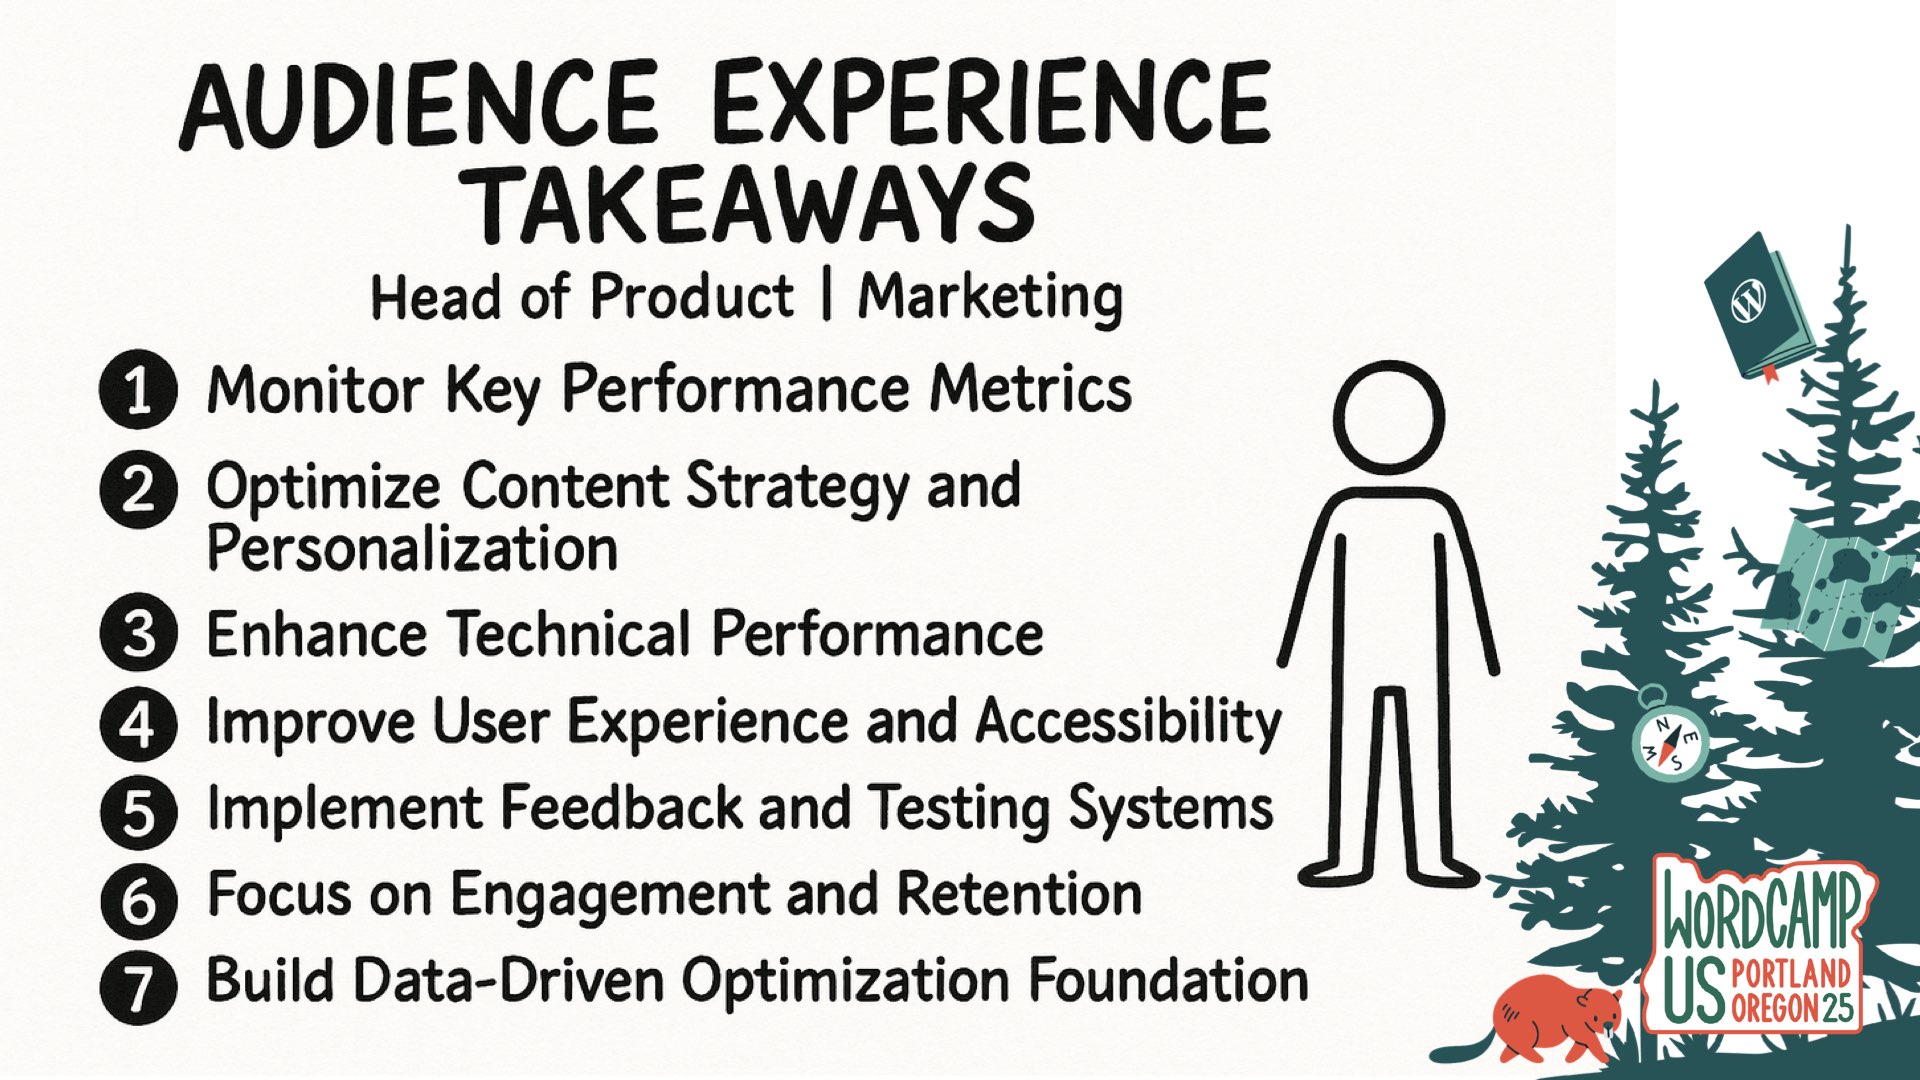 AUDIENCE EXPERIENCE
TAKEAWAYS
Head of Product | Marketing
1 Monitor Key Performance Metrics
2 Optimize Content Strategy and
Personalization
3 Enhance Technical Performance
4 Improve User Experience and Accessibility
5 Implement Feedback and Testing Systems
6 Focus on Engagement and Retention
7 Build Data-Driven Optimization Foundation
W
N
E
S
W
WORDCAMP
US PORTLAND
OREGON 25